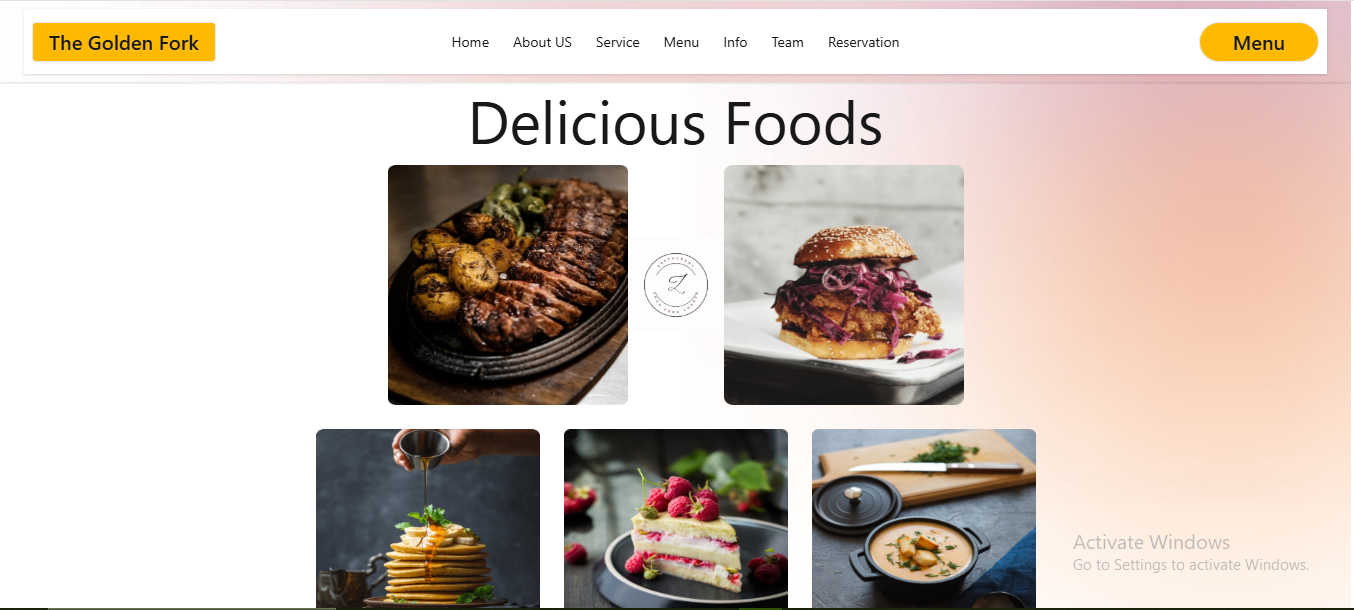 The Golden Fork
Home About US Service Menu Info Team Reservation
Menu
Delicious Foods
Z
Activate Windows
Go to Settings to activate Windows.